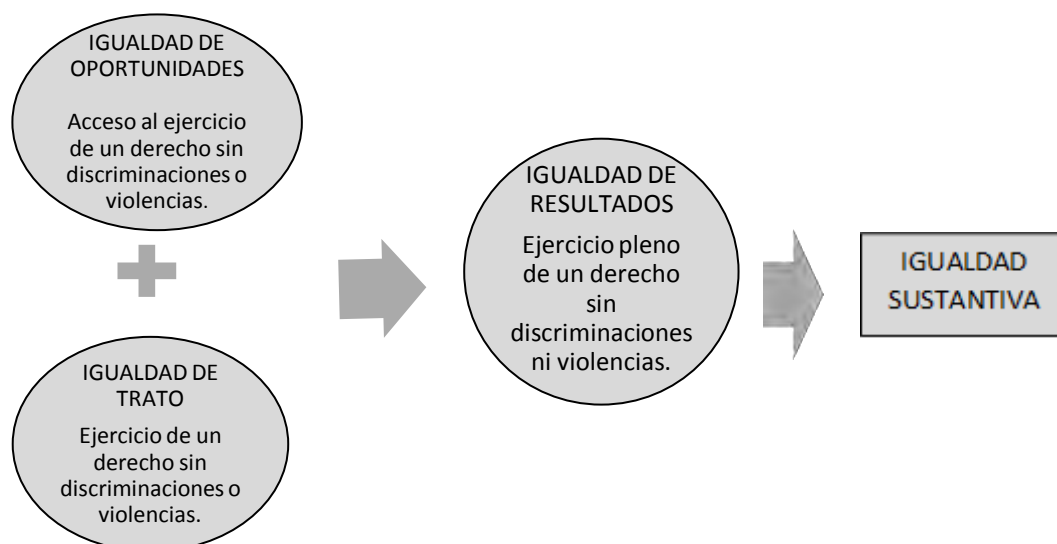 IGUALDAD DE
OPORTUNIDADES
Acceso al ejercicio
de un derecho sin
discriminaciones o
violencias.
IGUALDAD DE
TRATO
Ejercicio de un
derecho sin
discriminaciones o
violencias.
IGUALDAD DE
RESULTADOS
Ejercicio pleno
de un derecho
sin
discriminaciones
ni violencias.
IGUALDAD
SUSTANTIVA